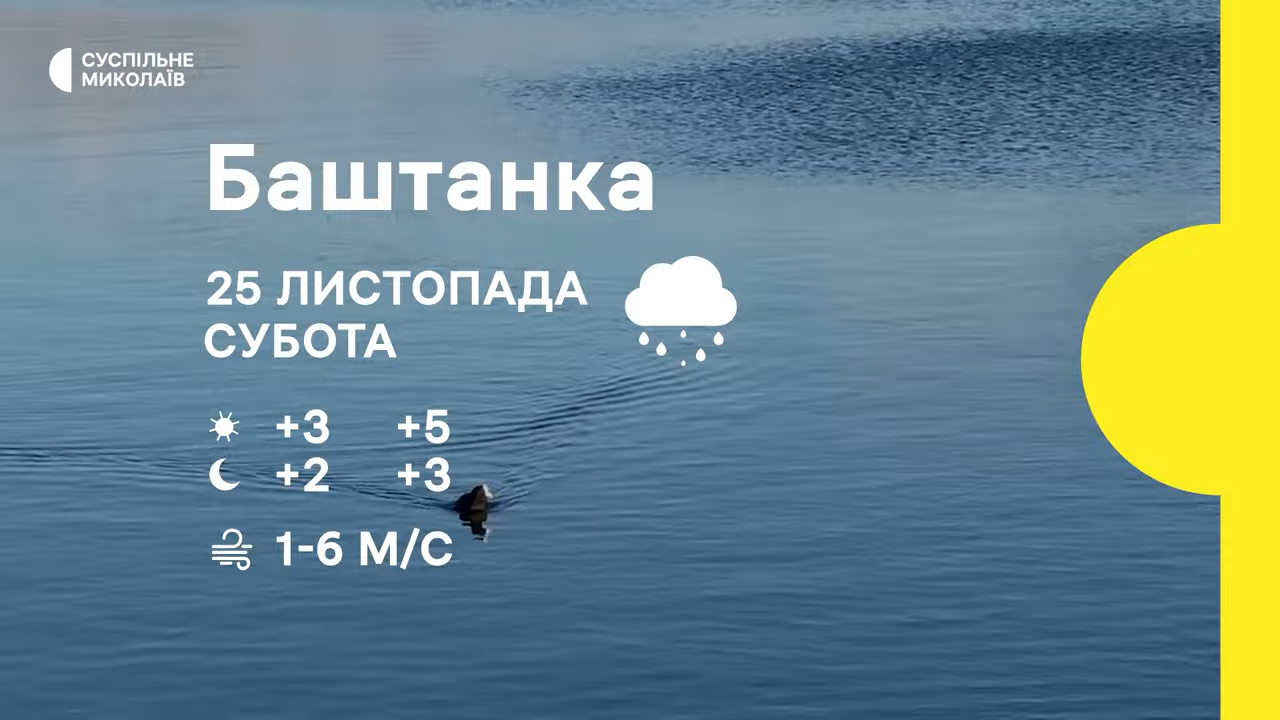 СУСПІЛЬНЕ
МИКОЛАЇВ
Баштанка
25 ЛИСТОПАДА
СУБОТА
+3 +5
+2 +3
1-6 М/С